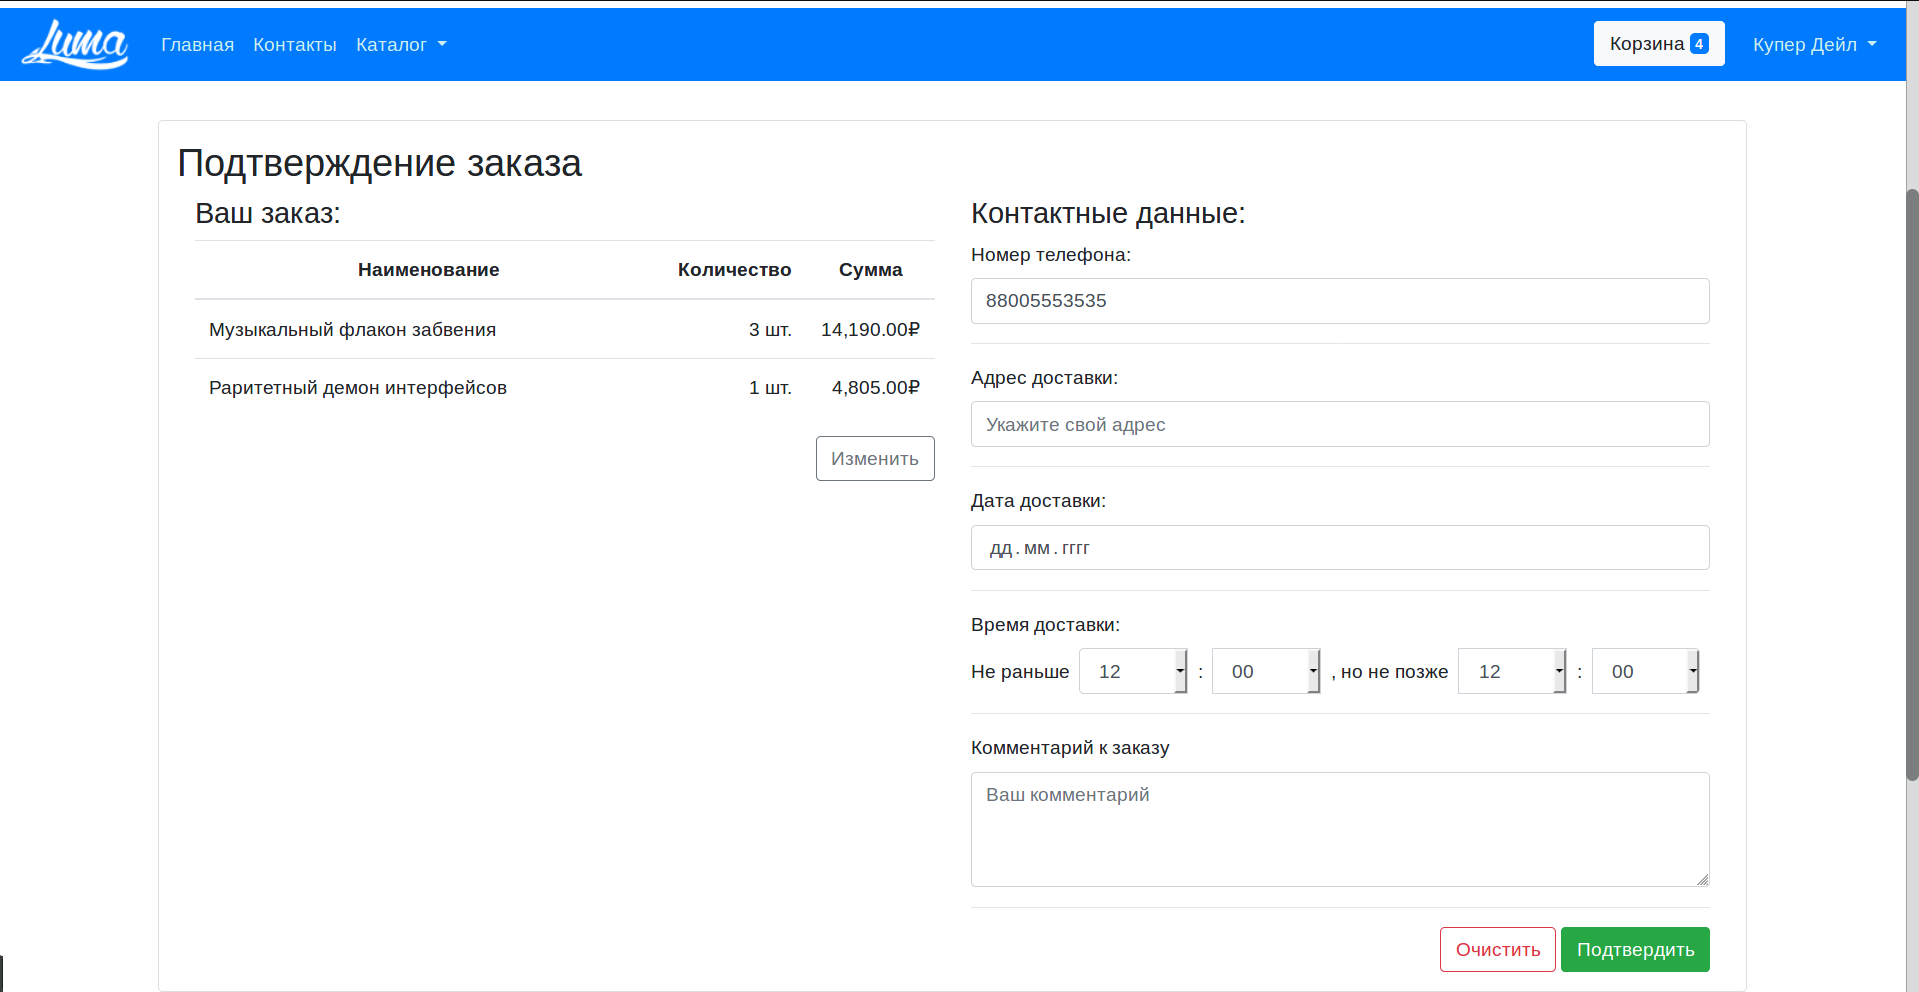 Luma Главная Контакты Каталог Корзина 4 Купер Дейл
Подтверждение заказа
Ваш заказ:
Наименование Количество Сумма
Музыкальный флакон забвения 3 шт. 14,190.00₽
Раритетный демон интерфейсов 1 шт. 4,805.00₽
Изменить
Контактные данные:
Номер телефона:
88005553535
Адрес доставки:
Укажите свой адрес
Дата доставки:
дд.мм.гггг
Время доставки:
Не раньше 12 : 00 , но не позже 12 : 00
Комментарий к заказу
Ваш комментарий
Очистить Подтвердить